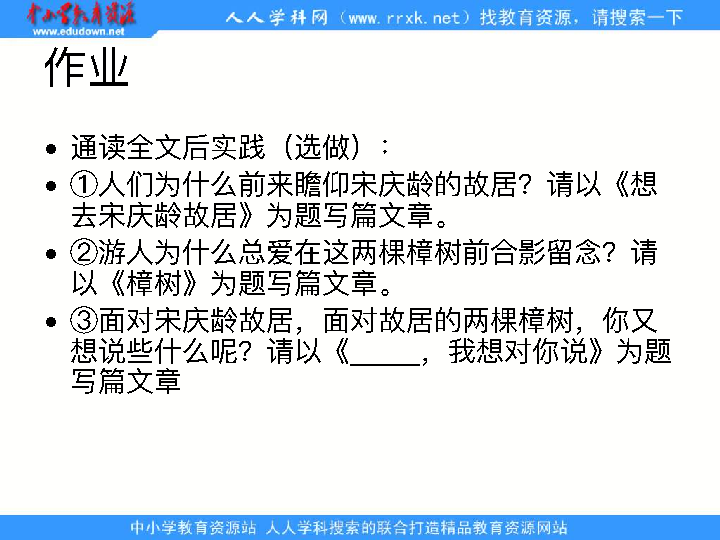 中小学教育资源
www.edudown.net
人人学科网（www.rrxk.net）找教育资源，请搜索一下
作业
• 通读全文后实践（选做）：
• ①人们为什么前来瞻仰宋庆龄的故居？请以《想
去宋庆龄故居》为题写篇文章。
• ②游人为什么总爱在这两棵樟树前合影留念？请
以《樟树》为题写篇文章。
• ③面对宋庆龄故居，面对故居的两棵樟树，你又
想说些什么呢？请以《_____，我想对你说》为题
写篇文章
中小学教育资源站 人人学科搜索的联合打造精品教育资源网站